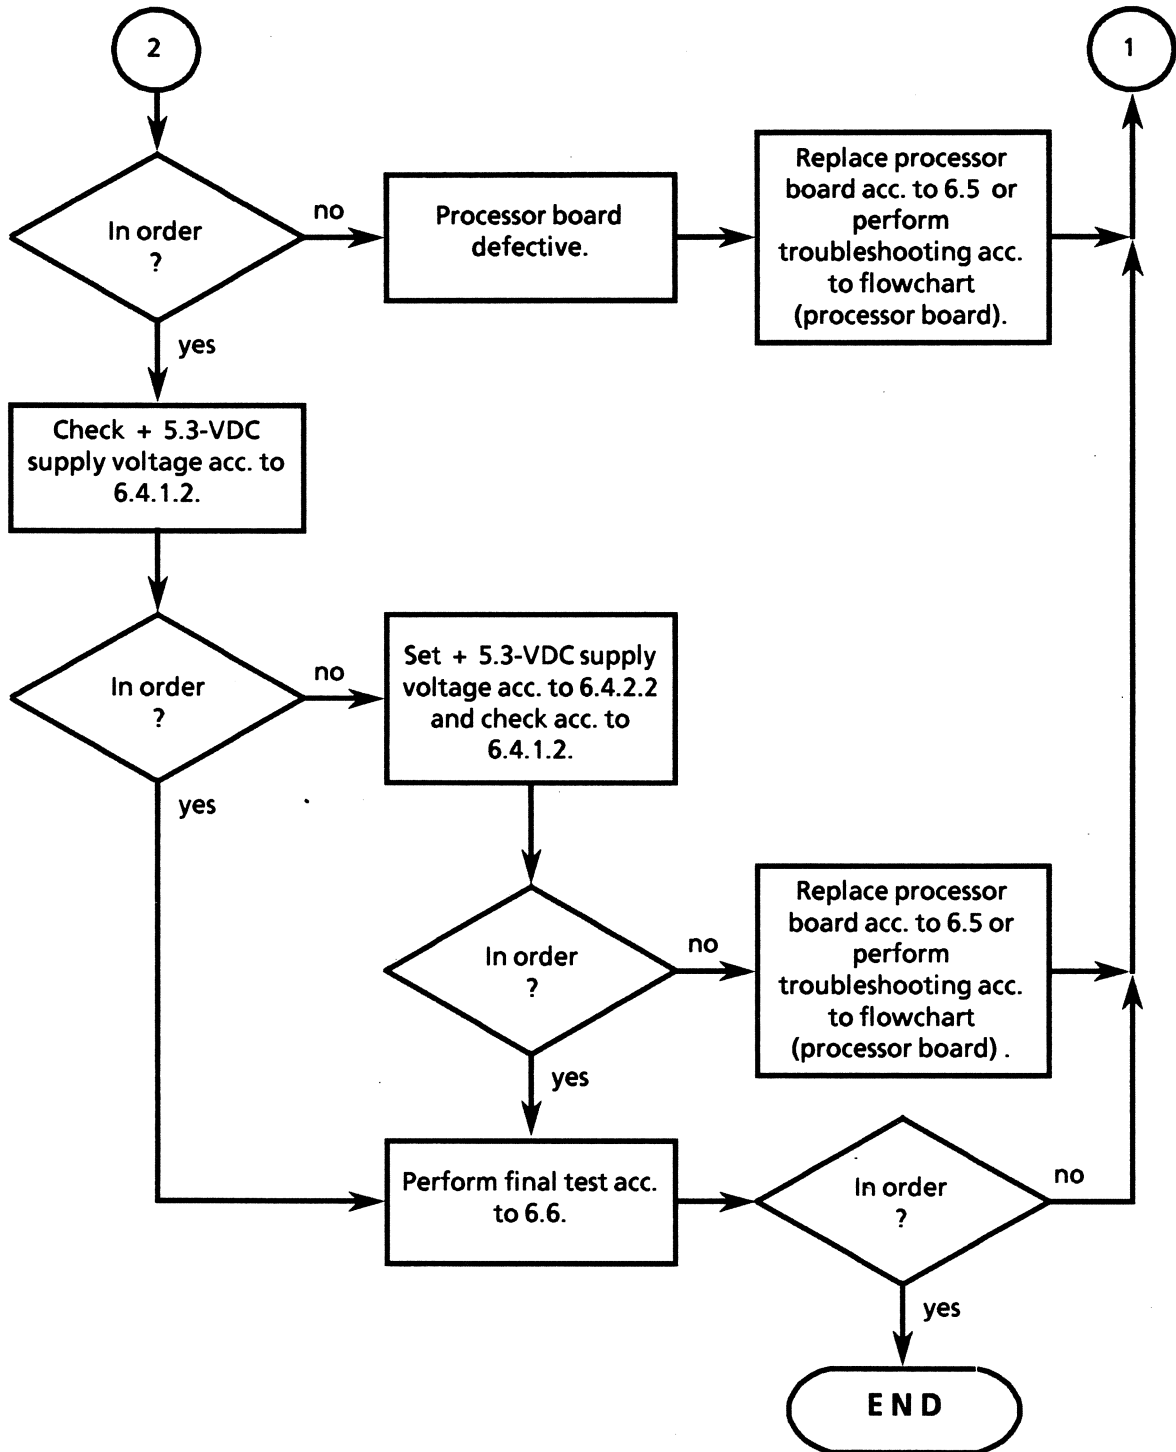 2
1
In order
?
no
Processor board
defective.
Replace processor
board acc. to 6.5 or
perform
troubleshooting acc.
to flowchart
(processor board).
yes
Check + 5.3-VDC
supply voltage acc. to
6.4.1.2.
In order
?
no
Set + 5.3-VDC supply
voltage acc. to 6.4.2.2
and check acc. to
6.4.1.2.
yes
In order
?
no
Replace processor
board acc. to 6.5 or
perform
troubleshooting acc.
to flowchart
(processor board) .
yes
Perform final test acc.
to 6.6.
In order
?
no
yes
E N D